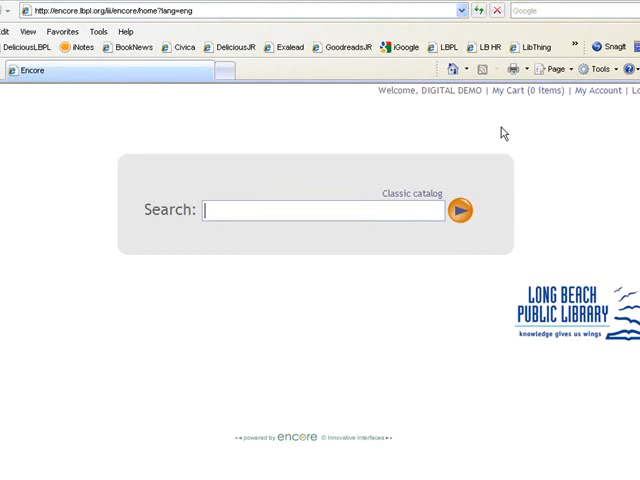 http://encore.lbpl.org/iii/encore/home?lang=eng
Google
View Favorites Tools Help
DeliciousLBPL iNotes BookNews Civica DeliciousJR Exalead GoodreadsJR iGoogle LBPL LB HR LibThing » SnagIt
Encore
Page Tools
Welcome, DIGITAL DEMO | My Cart (0 items) | My Account |
Classic catalog
Search:
LONG BEACH
PUBLIC LIBRARY
knowledge gives us wings
powered by encore © Innovative Interfaces